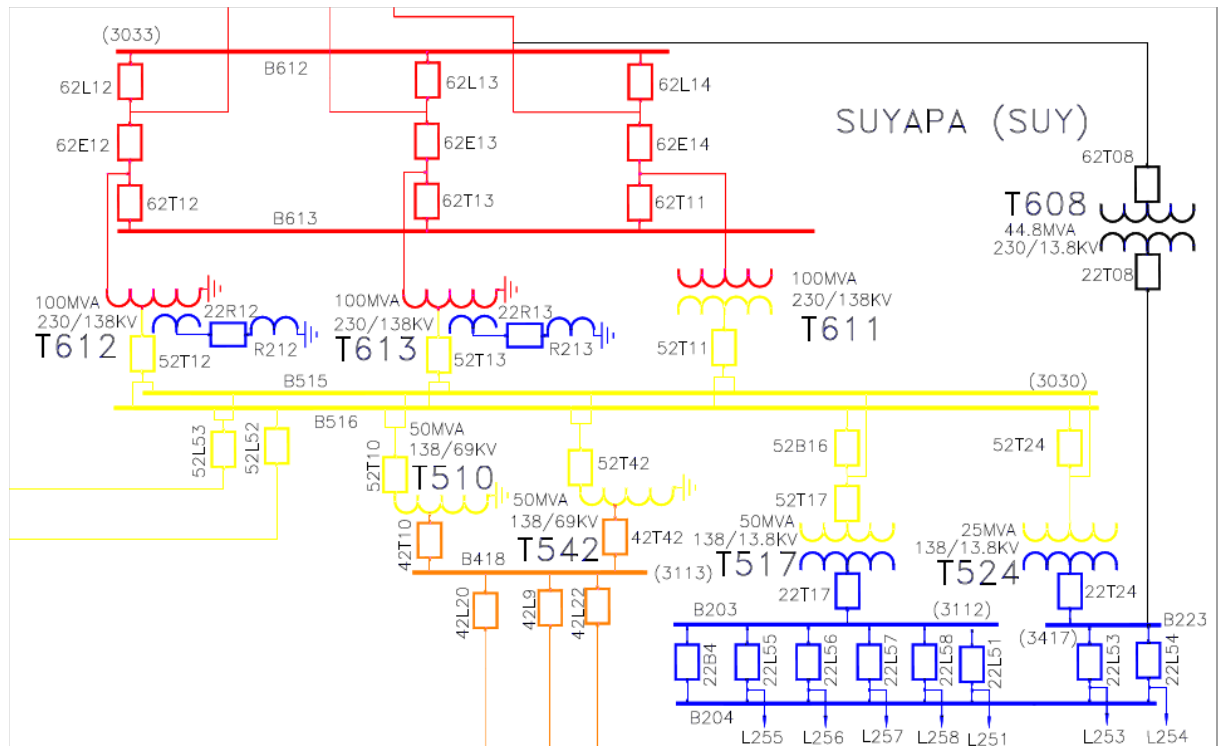 (3033)
B612
62L12
62L13
62L14
SUYAPA (SUY)
62E12
62E13
62E14
62T08
62T12
62T13
62T11
T608
44.8MVA
230/13.8KV
B613
22T08
100MVA
230/138KV
T612
22R12
R212
52T12
100MVA
230/138KV
T613
22R13
R213
52T13
100MVA
230/138KV
T611
52T11
B515
(3030)
B516
52L53
52L52
50MVA
138/69KV
T510
52T10
52T42
52B16
52T24
52T17
50MVA
138/69KV
T542
42T10
42T42
50MVA
138/13.8KV
T517
25MVA
138/13.8KV
T524
B418
(3113)
22T17
22T24
42L20
42L9
42L22
B203
(3112)
(3417)
B223
22B4
22L55
22L56
22L57
22L58
22L51
22L53
22L54
B204
L255
L256
L257
L258
L251
L253
L254